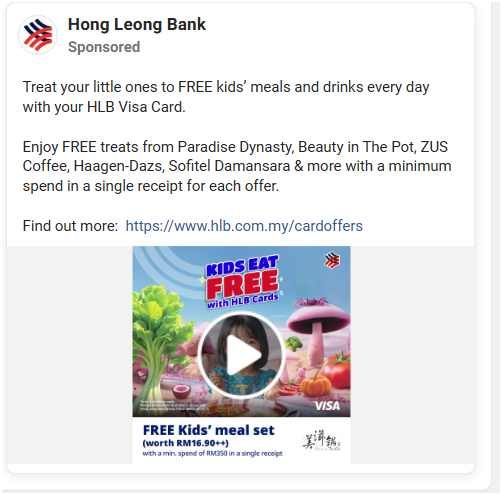 Hong Leong Bank
Sponsored
Treat your little ones to FREE kids’ meals and drinks every day
with your HLB Visa Card.
Enjoy FREE treats from Paradise Dynasty, Beauty in The Pot, ZUS
Coffee, Haagen-Dazs, Sofitel Damansara & more with a minimum
spend in a single receipt for each offer.
Find out more: https://www.hlb.com.my/cardoffers
KIDS EAT
FREE
with HLB Cards
VISA
FREE Kids’ meal set
(worth RM16.90++)
with a min. spend of RM350 in a single receipt